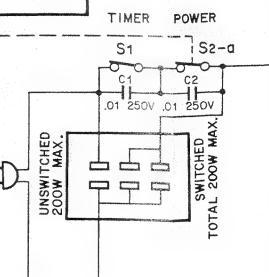 TIMER POWER
S1 S2-a
C1 C2
.01 250V .01 250V
UNSWITCHED
200W MAX.
SWITCHED
TOTAL 200W MAX.